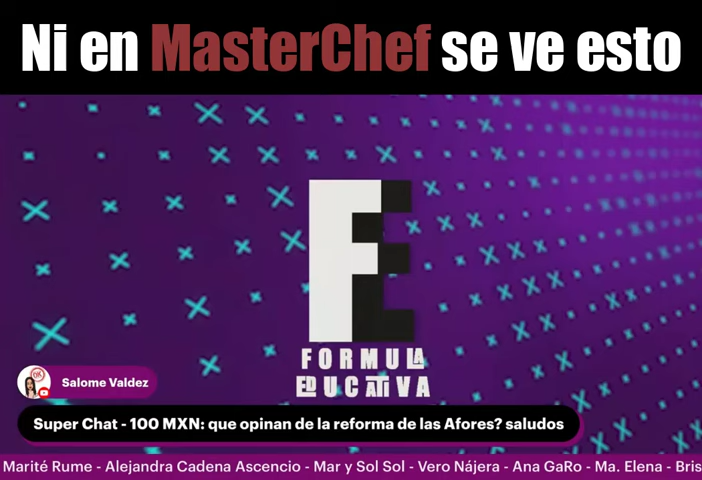 Ni en MasterChef se ve esto
FE
FORMULA
EDUCATIVA
OK
Salome Valdez
Super Chat - 100 MXN: que opinan de la reforma de las Afores? saludos
Marité Rume - Alejandra Cadena Ascencio - Mar y Sol Sol - Vero Nájera - Ana GaRo - Ma. Elena - Bris